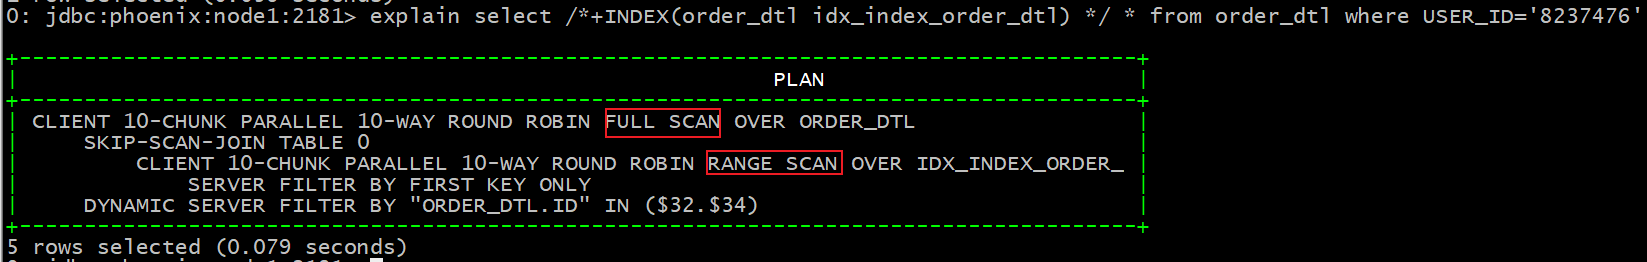 0: jdbc:phoenix:node1:2181> explain select /*+INDEX(order_dtl idx_index_order_dtl) */ * from order_dtl where USER_ID='8237476'
PLAN
CLIENT 10-CHUNK PARALLEL 10-WAY ROUND ROBIN FULL SCAN OVER ORDER_DTL
SKIP-SCAN-JOIN TABLE 0
CLIENT 10-CHUNK PARALLEL 10-WAY ROUND ROBIN RANGE SCAN OVER IDX_INDEX_ORDER_
SERVER FILTER BY FIRST KEY ONLY
DYNAMIC SERVER FILTER BY "ORDER_DTL.ID" IN ($32.$34)
5 rows selected (0.079 seconds)